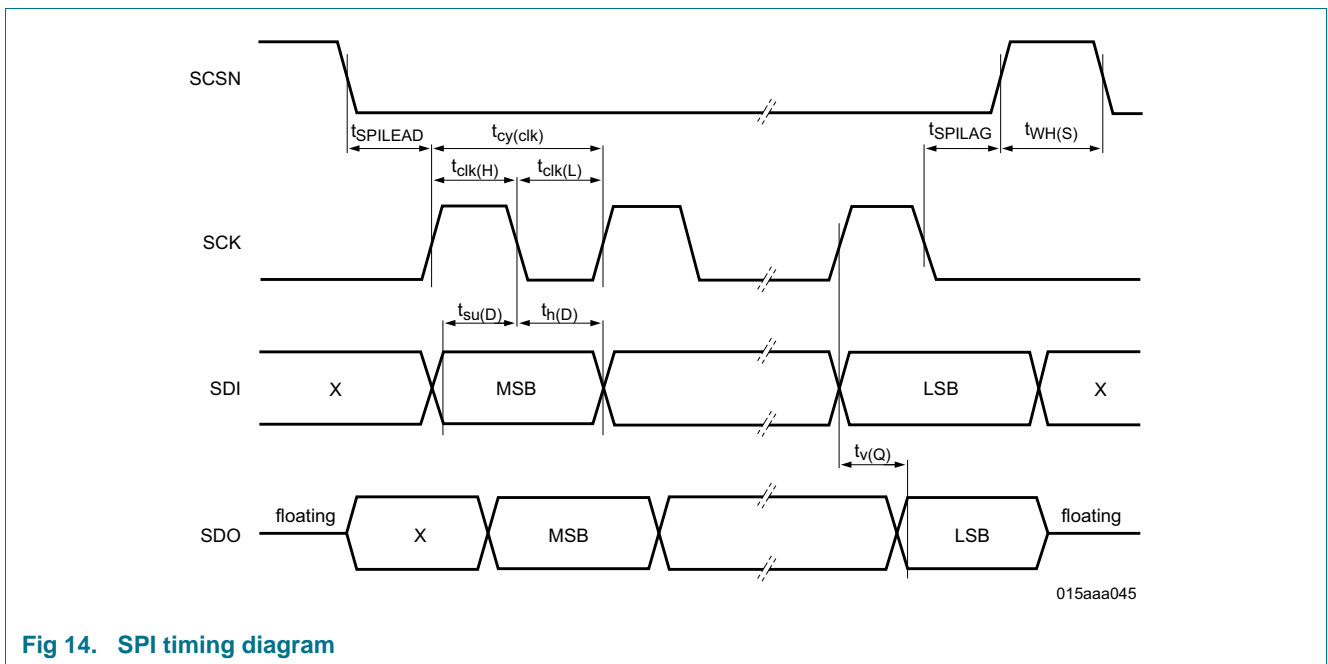 SCSN
tSPILEAD
tcy(clk)
tSPILAG
tWH(S)
tclk(H)
tclk(L)
SCK
tsu(D)
th(D)
SDI
X
MSB
LSB
X
tv(Q)
SDO
floating
X
MSB
LSB
floating
015aaa045
Fig 14. SPI timing diagram